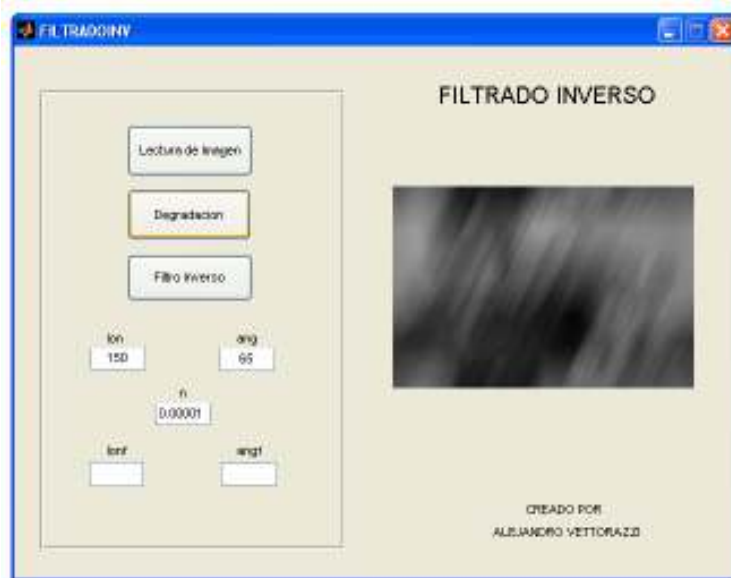 FILTRADOINV
FILTRADO INVERSO
Lectura de Imagen
Degradacion
Filtro Inverso
lon
ang
150
65
n
0.00001
lonf
angf
CREADO POR
ALEJANDRO VETTORAZZI